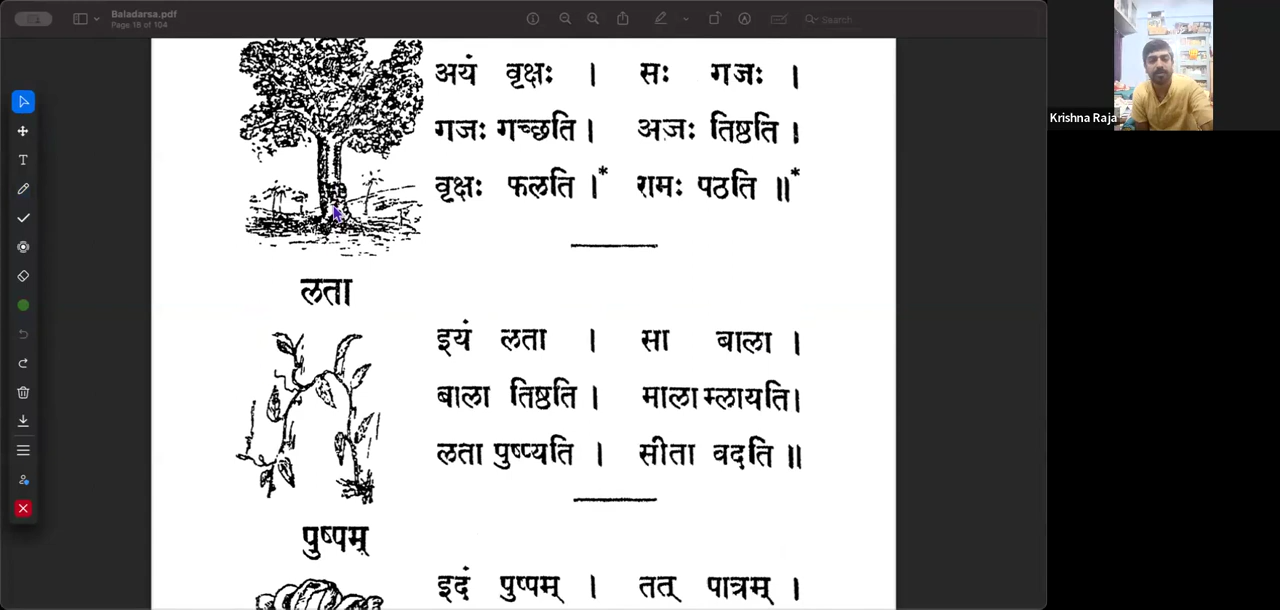 Baladarsa.pdf
Page 18 of 104
Search
Krishna Raja
अयं वृक्षः । सः गजः ।
गजः गच्छति । अजः तिष्ठति ।
वृक्षः फलति ।* रामः पठति ॥*
लता
इयं लता । सा बाला ।
बाला तिष्ठति । माला म्लायति।
लता पुष्प्यति । सीता वदति ॥
पुष्पम्
इदं पुष्पम् । तत् पात्रम् ।